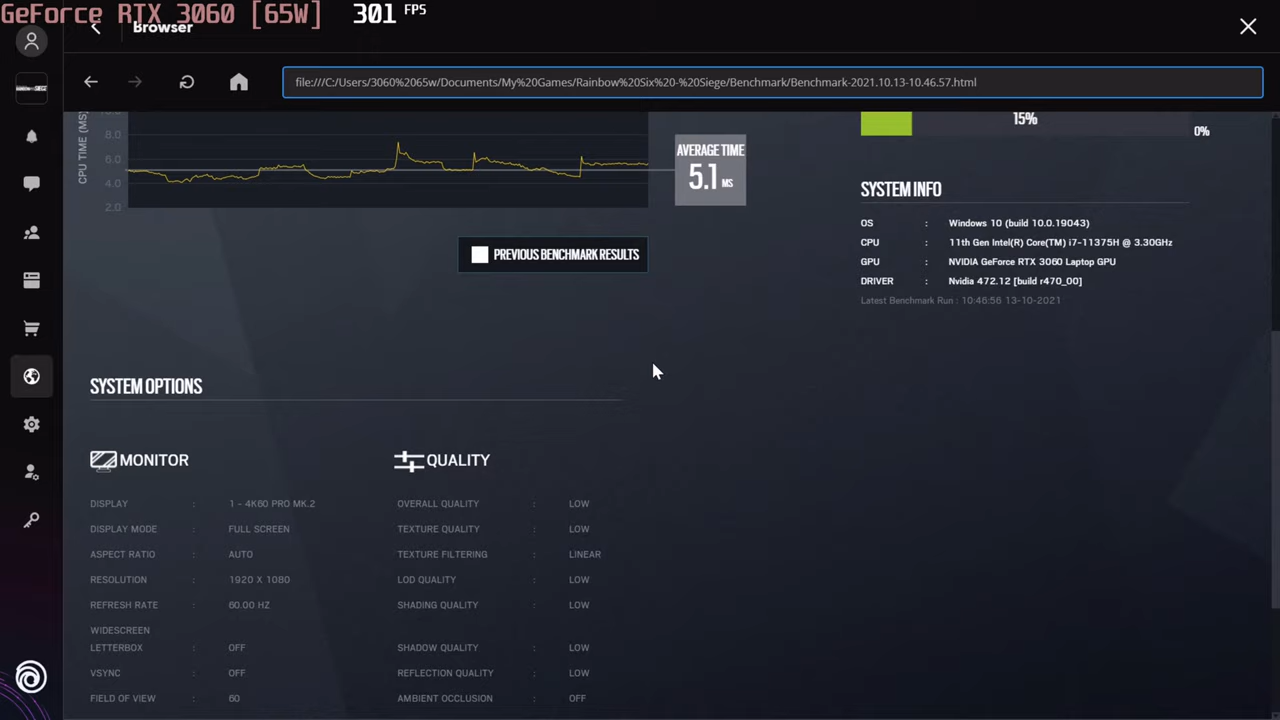 GeForce RTX 3060 [65W] 301 FPS
Browser
file:///C:/Users/3060%2065w/Documents/My%20Games/Rainbow%20Six%20-%20Siege/Benchmark/Benchmark-2021.10.13-10.46.57.html
CPU TIME (MS)
10.0
8.0
6.0
4.0
2.0
AVERAGE TIME
5.1 MS
15%
0%
PREVIOUS BENCHMARK RESULTS
SYSTEM INFO
OS : Windows 10 (build 10.0.19043)
CPU : 11th Gen Intel(R) Core(TM) i7-11375H @ 3.30GHz
GPU : NVIDIA GeForce RTX 3060 Laptop GPU
DRIVER : Nvidia 472.12 [build r470_00]
Latest Benchmark Run : 10:46:56 13-10-2021
SYSTEM OPTIONS
MONITOR
DISPLAY : 1 - 4K60 PRO MK.2
DISPLAY MODE : FULL SCREEN
ASPECT RATIO : AUTO
RESOLUTION : 1920 X 1080
REFRESH RATE : 60.00 HZ
WIDESCREEN
LETTERBOX : OFF
VSYNC : OFF
FIELD OF VIEW : 60
QUALITY
OVERALL QUALITY : LOW
TEXTURE QUALITY : LOW
TEXTURE FILTERING : LINEAR
LOD QUALITY : LOW
SHADING QUALITY : LOW
SHADOW QUALITY : LOW
REFLECTION QUALITY : LOW
AMBIENT OCCLUSION : OFF